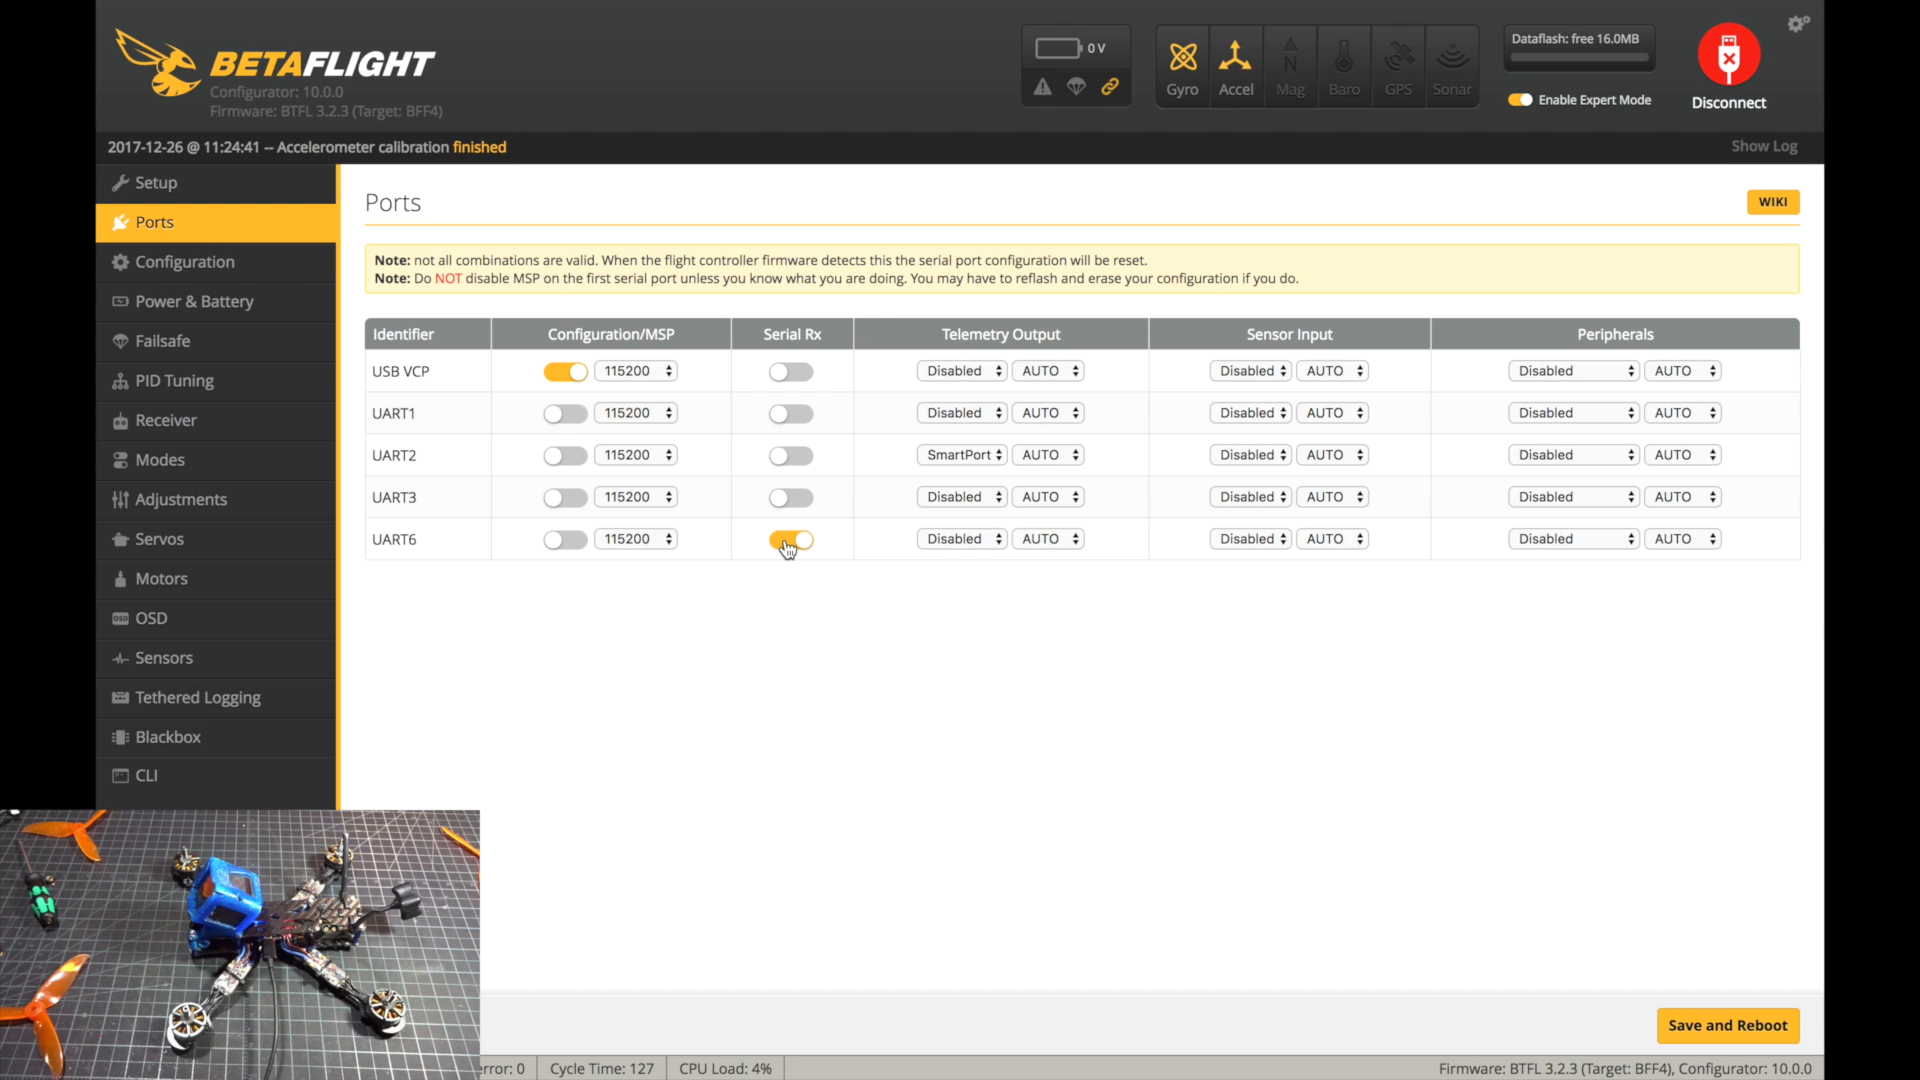 BETAFLIGHT
Configurator: 10.0.0
Firmware: BTFL 3.2.3 (Target: BFF4)
0 V
Gyro Accel Mag Baro GPS Sonar
Dataflash: free 16.0MB
Enable Expert Mode
Disconnect
2017-12-26 @ 11:24:41 -- Accelerometer calibration finished
Show Log
Setup
Ports
Configuration
Power & Battery
Failsafe
PID Tuning
Receiver
Modes
Adjustments
Servos
Motors
OSD
Sensors
Tethered Logging
Blackbox
CLI
Ports
WIKI
Note: not all combinations are valid. When the flight controller firmware detects this the serial port configuration will be reset.
Note: Do NOT disable MSP on the first serial port unless you know what you are doing. You may have to reflash and erase your configuration if you do.
Identifier Configuration/MSP Serial Rx Telemetry Output Sensor Input Peripherals
USB VCP 115200 Disabled AUTO Disabled AUTO Disabled AUTO
UART1 115200 Disabled AUTO Disabled AUTO Disabled AUTO
UART2 115200 SmartPort AUTO Disabled AUTO Disabled AUTO
UART3 115200 Disabled AUTO Disabled AUTO Disabled AUTO
UART6 115200 Disabled AUTO Disabled AUTO Disabled AUTO
Save and Reboot
rror: 0 Cycle Time: 127 CPU Load: 4% Firmware: BTFL 3.2.3 (Target: BFF4), Configurator: 10.0.0